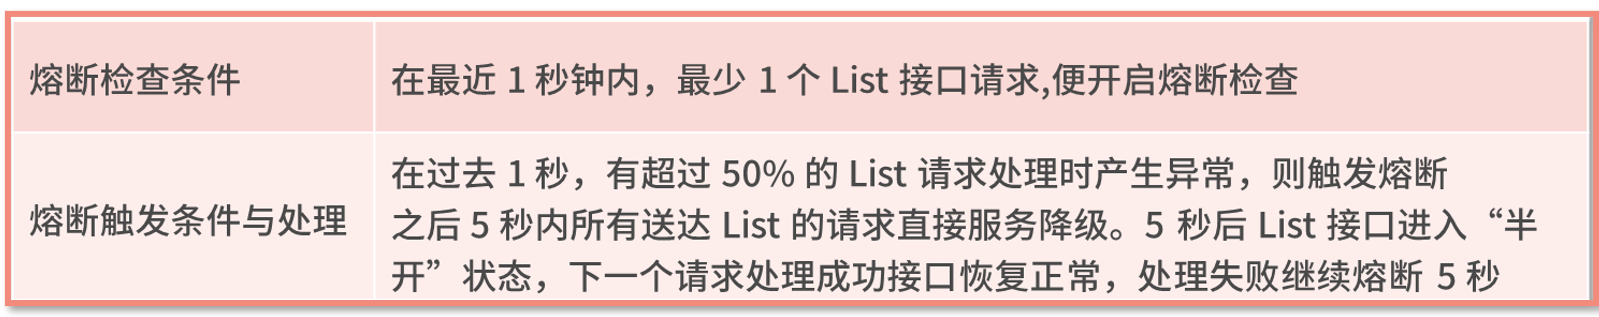 熔断检查条件
在最近 1 秒钟内，最少 1 个 List 接口请求,便开启熔断检查
熔断触发条件与处理
在过去 1 秒，有超过 50% 的 List 请求处理时产生异常，则触发熔断
之后 5 秒内所有送达 List 的请求直接服务降级。5 秒后 List 接口进入“半
开”状态，下一个请求处理成功接口恢复正常，处理失败继续熔断 5 秒